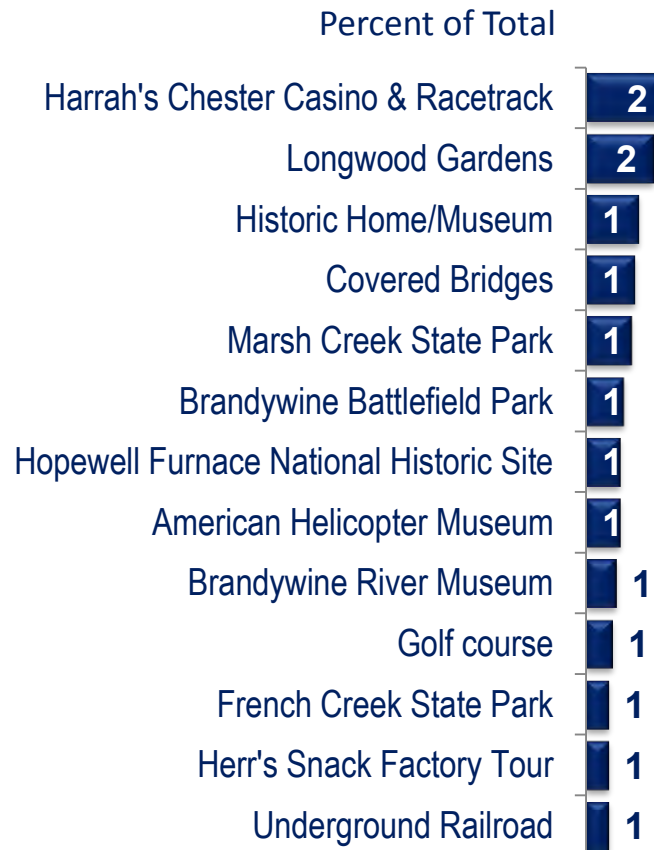 Percent of Total
Harrah's Chester Casino & Racetrack 2
Longwood Gardens 2
Historic Home/Museum 1
Covered Bridges 1
Marsh Creek State Park 1
Brandywine Battlefield Park 1
Hopewell Furnace National Historic Site 1
American Helicopter Museum 1
Brandywine River Museum 1
Golf course 1
French Creek State Park 1
Herr's Snack Factory Tour 1
Underground Railroad 1